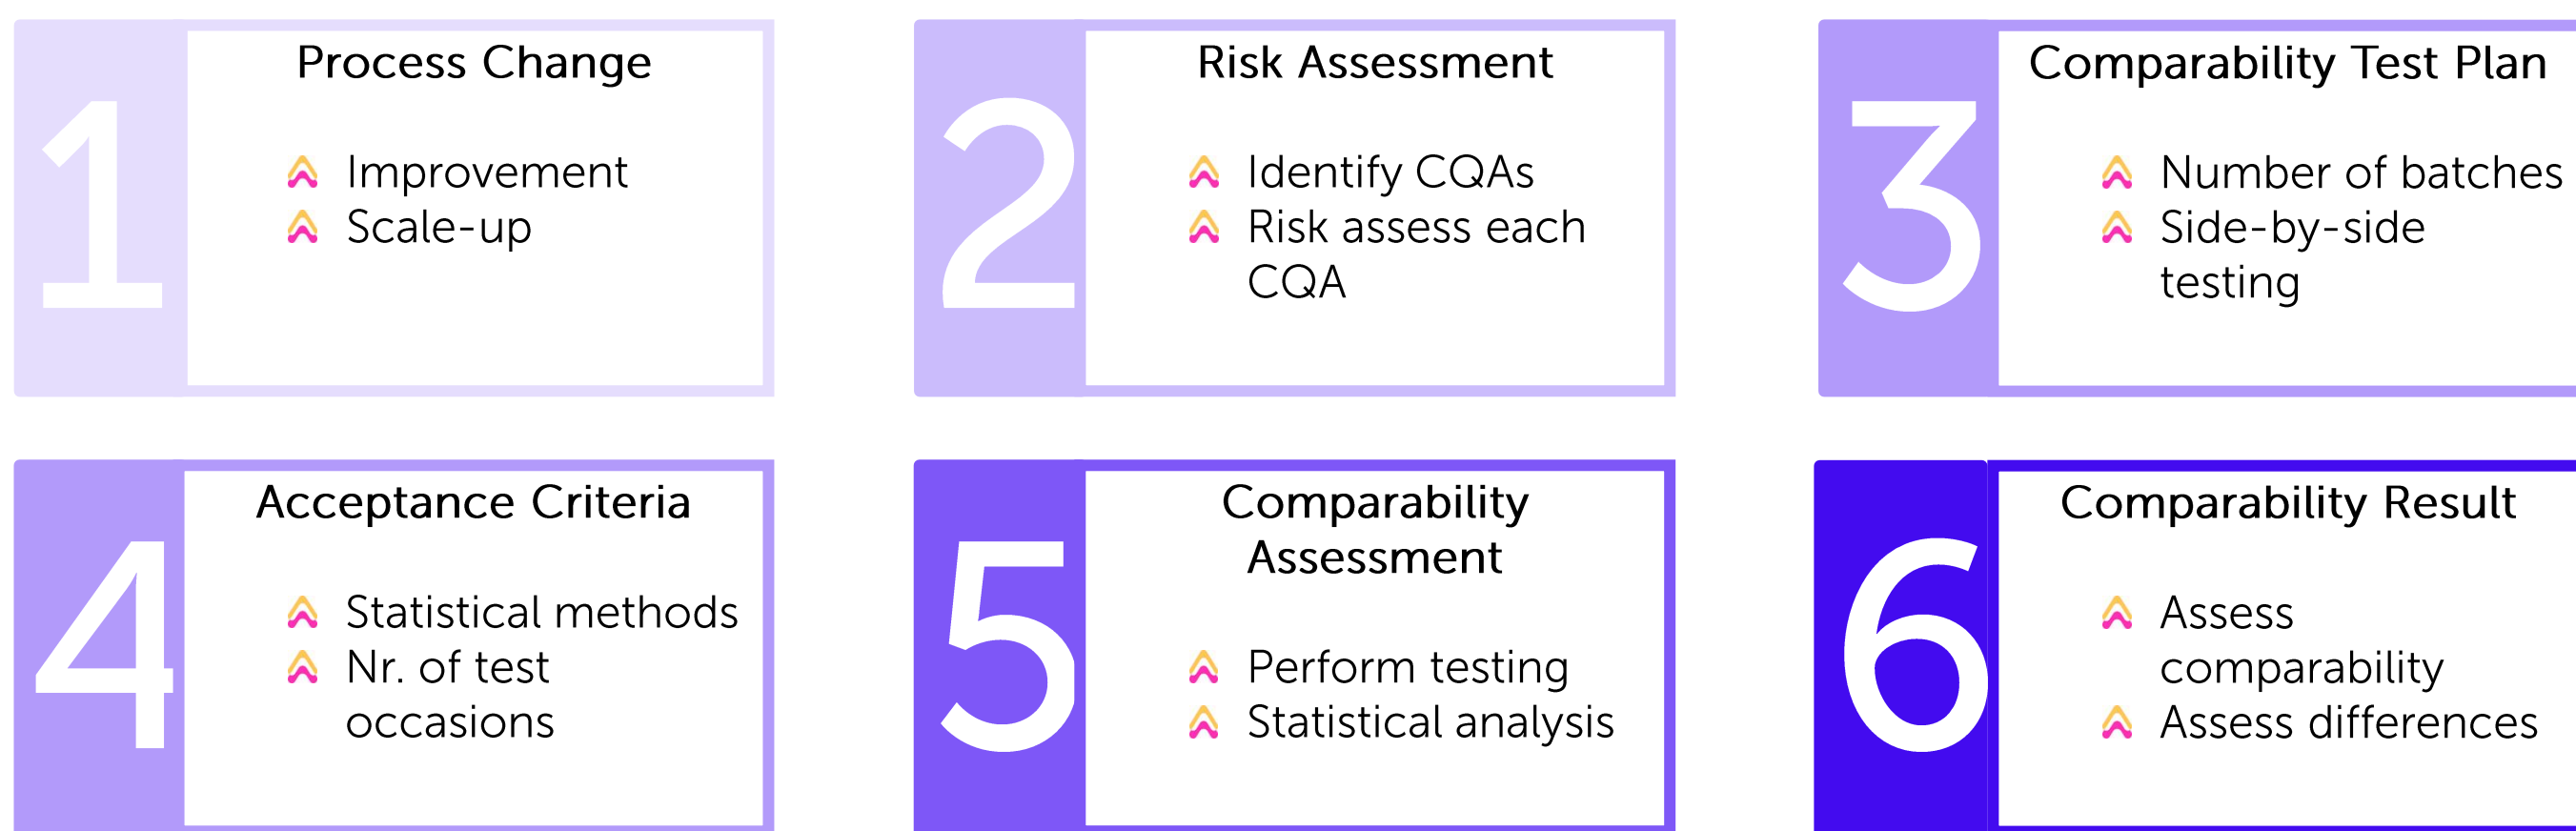 1
Process Change
Improvement
Scale-up
2
Risk Assessment
Identify CQAs
Risk assess each
CQA
3
Comparability Test Plan
Number of batches
Side-by-side
testing
4
Acceptance Criteria
Statistical methods
Nr. of test
occasions
5
Comparability
Assessment
Perform testing
Statistical analysis
6
Comparability Result
Assess
comparability
Assess differences